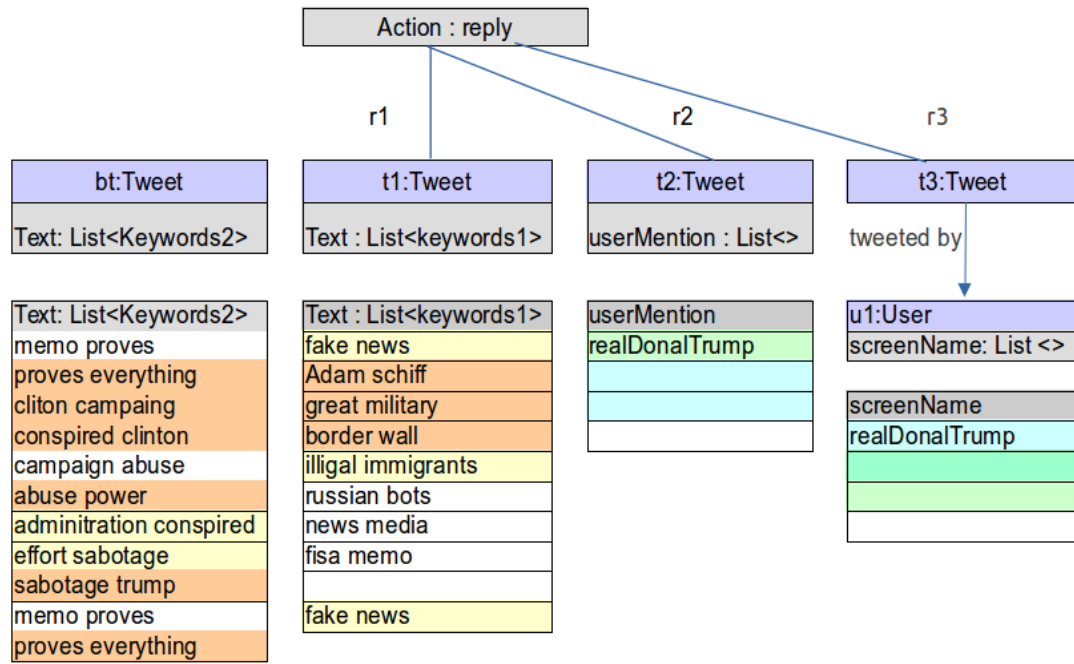 Action : reply
r1
r2
r3
bt:Tweet
Text: List<Keywords2>
t1:Tweet
Text : List<keywords1>
t2:Tweet
userMention : List<>
t3:Tweet
tweeted by
Text: List<Keywords2>
memo proves
proves everything
cliton campaing
conspired clinton
campaign abuse
abuse power
adminitration conspired
effort sabotage
sabotage trump
memo proves
proves everything
Text : List<keywords1>
fake news
Adam schiff
great military
border wall
illigal immigrants
russian bots
news media
fisa memo
fake news
userMention
realDonalTrump
u1:User
screenName: List <>
screenName
realDonalTrump